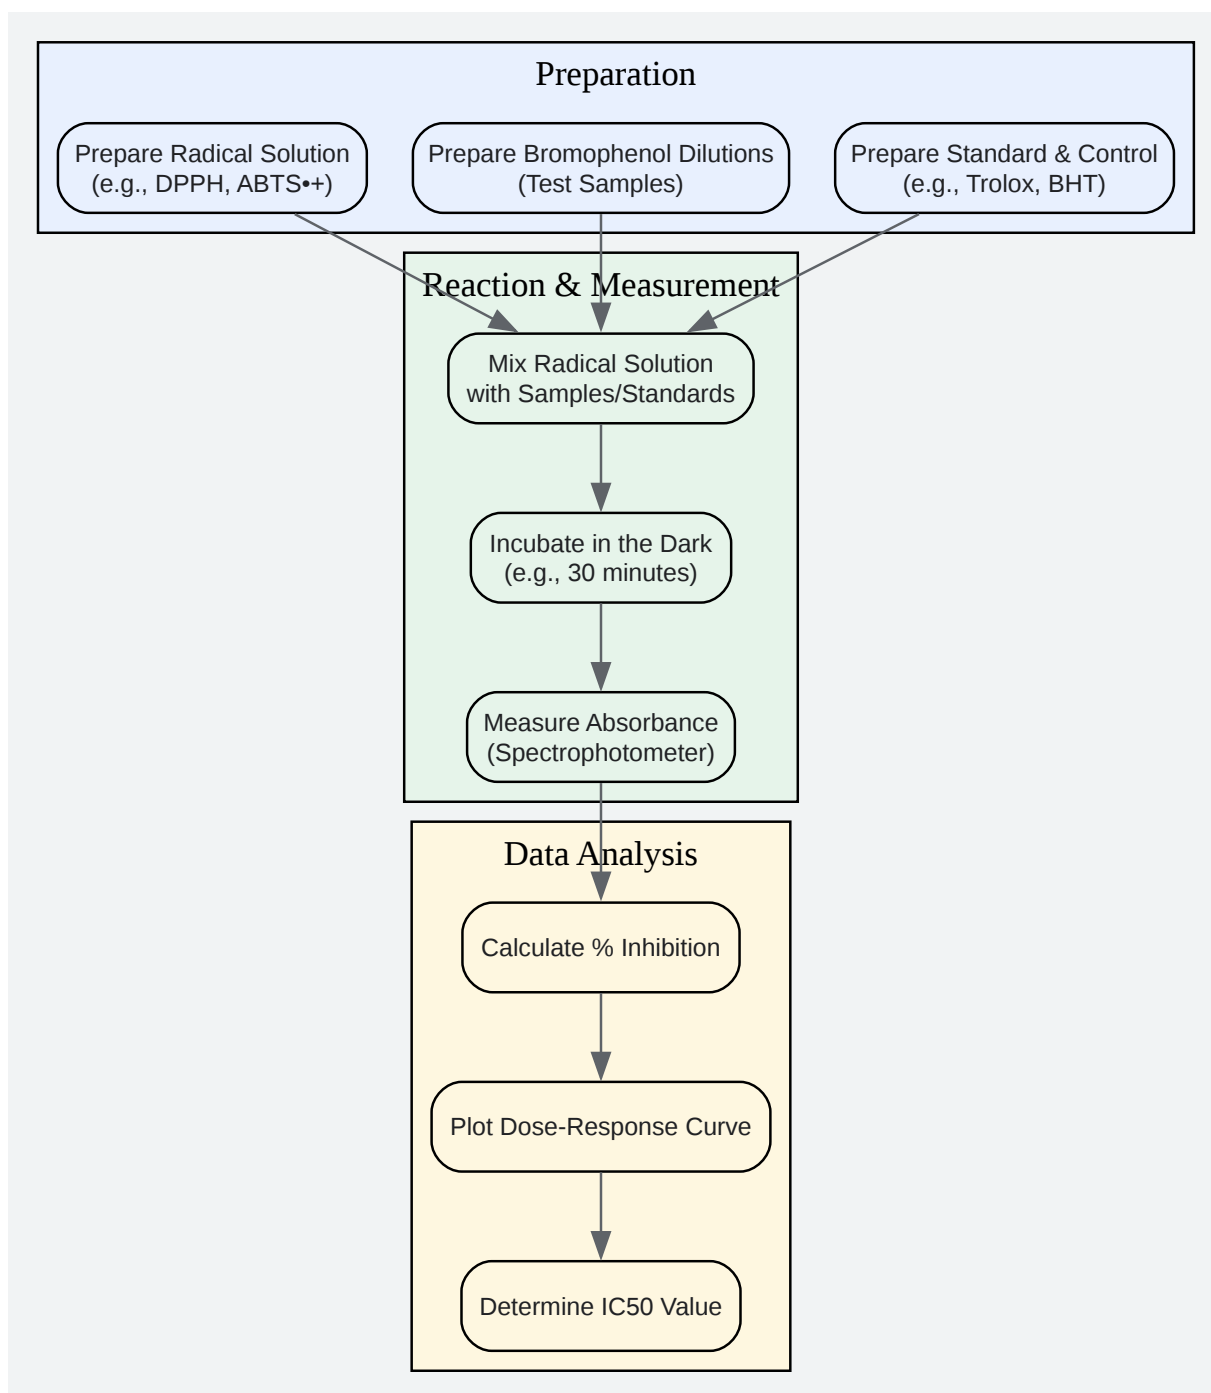 Preparation
Prepare Radical Solution
(e.g., DPPH, ABTS•+)
Prepare Bromophenol Dilutions
(Test Samples)
Prepare Standard & Control
(e.g., Trolox, BHT)
Reaction & Measurement
Mix Radical Solution
with Samples/Standards
Incubate in the Dark
(e.g., 30 minutes)
Measure Absorbance
(Spectrophotometer)
Data Analysis
Calculate % Inhibition
Plot Dose-Response Curve
Determine IC50 Value